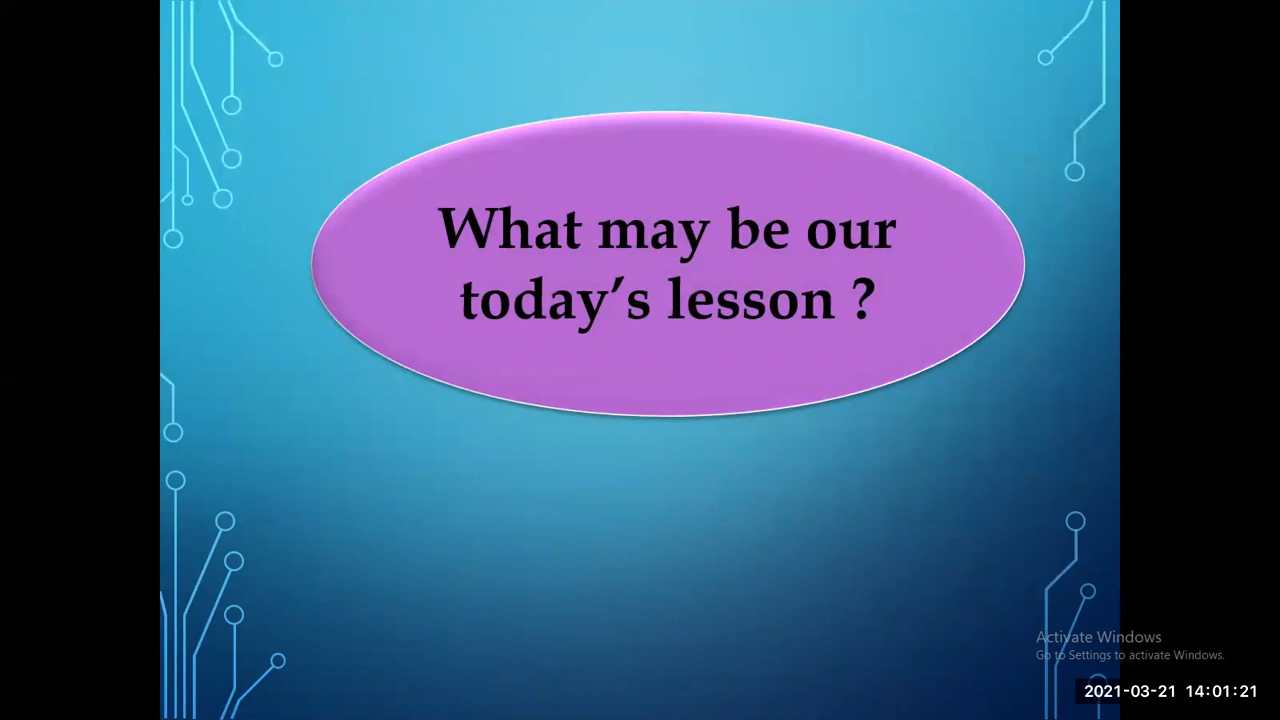 What may be our
today’s lesson ?
Activate Windows
Go to Settings to activate Windows.
2021-03-21 14:01:21